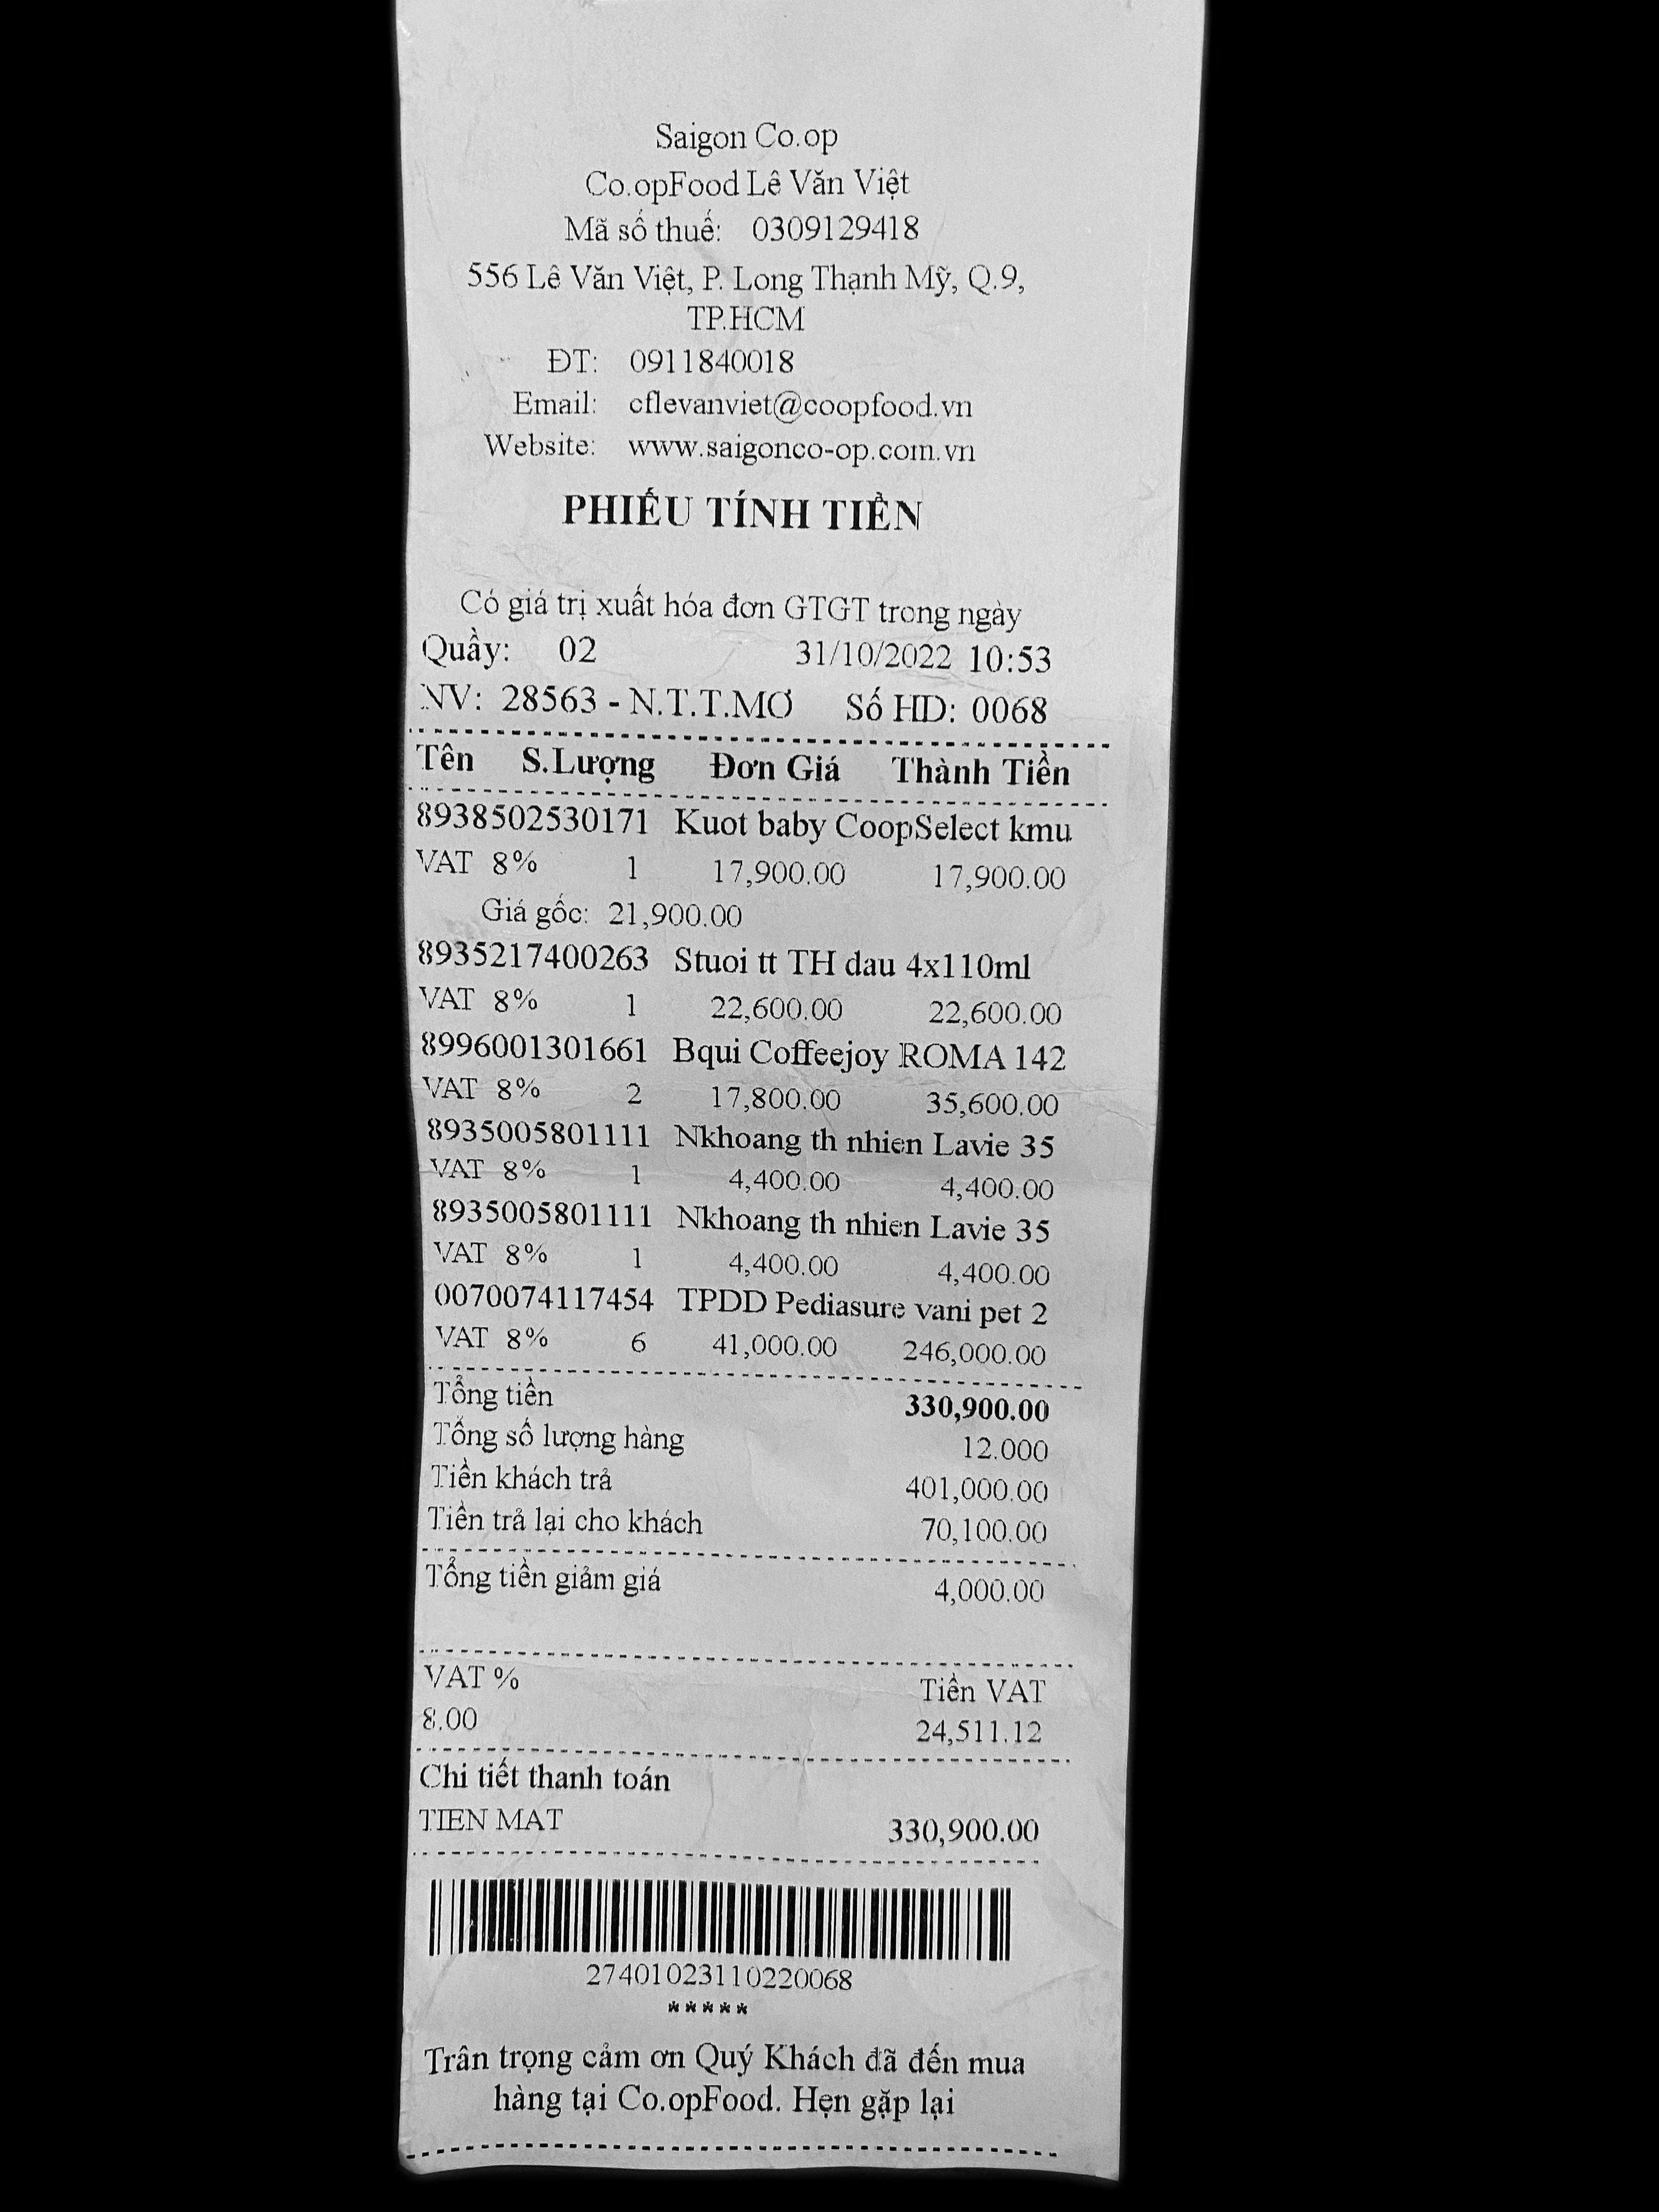 Saigon Co.op
Co.opFood Lê Văn Việt
Mã số thuế: 0309129418
556 Lê Văn Việt, P. Long Thạnh Mỹ, Q.9,
TP.HCM
ĐT: 0911840018
Email: cflevanviet@coopfood.vn
Website: www.saigonco-op.com.vn
PHIẾU TÍNH TIỀN
Có giá trị xuất hóa đơn GTGT trong ngày
Quầy: 02 31/10/2022 10:53
NV: 28563 - N.T.T.MƠ Số HD: 0068
Tên S.Lượng Đơn Giá Thành Tiền
8938502530171 Kuot baby CoopSelect kmu
VAT 8% 1 17,900.00 17,900.00
Giá gốc: 21,900.00
8935217400263 Stuoi tt TH dau 4x110ml
VAT 8% 1 22,600.00 22,600.00
8996001301661 Bqui Coffeejoy ROMA 142
VAT 8% 2 17,800.00 35,600.00
8935005801111 Nkhoang th nhien Lavie 35
VAT 8% 1 4,400.00 4,400.00
8935005801111 Nkhoang th nhien Lavie 35
VAT 8% 1 4,400.00 4,400.00
0070074117454 TPDD Pediasure vani pet 2
VAT 8% 6 41,000.00 246,000.00
Tổng tiền 330,900.00
Tổng số lượng hàng 12.000
Tiền khách trả 401,000.00
Tiền trả lại cho khách 70,100.00
Tổng tiền giảm giá 4,000.00
VAT % Tiền VAT
8.00 24,511.12
Chi tiết thanh toán
TIEN MAT 330,900.00
27401023110220068
*****
Trân trọng cảm ơn Quý Khách đã đến mua
hàng tại Co.opFood. Hẹn gặp lại